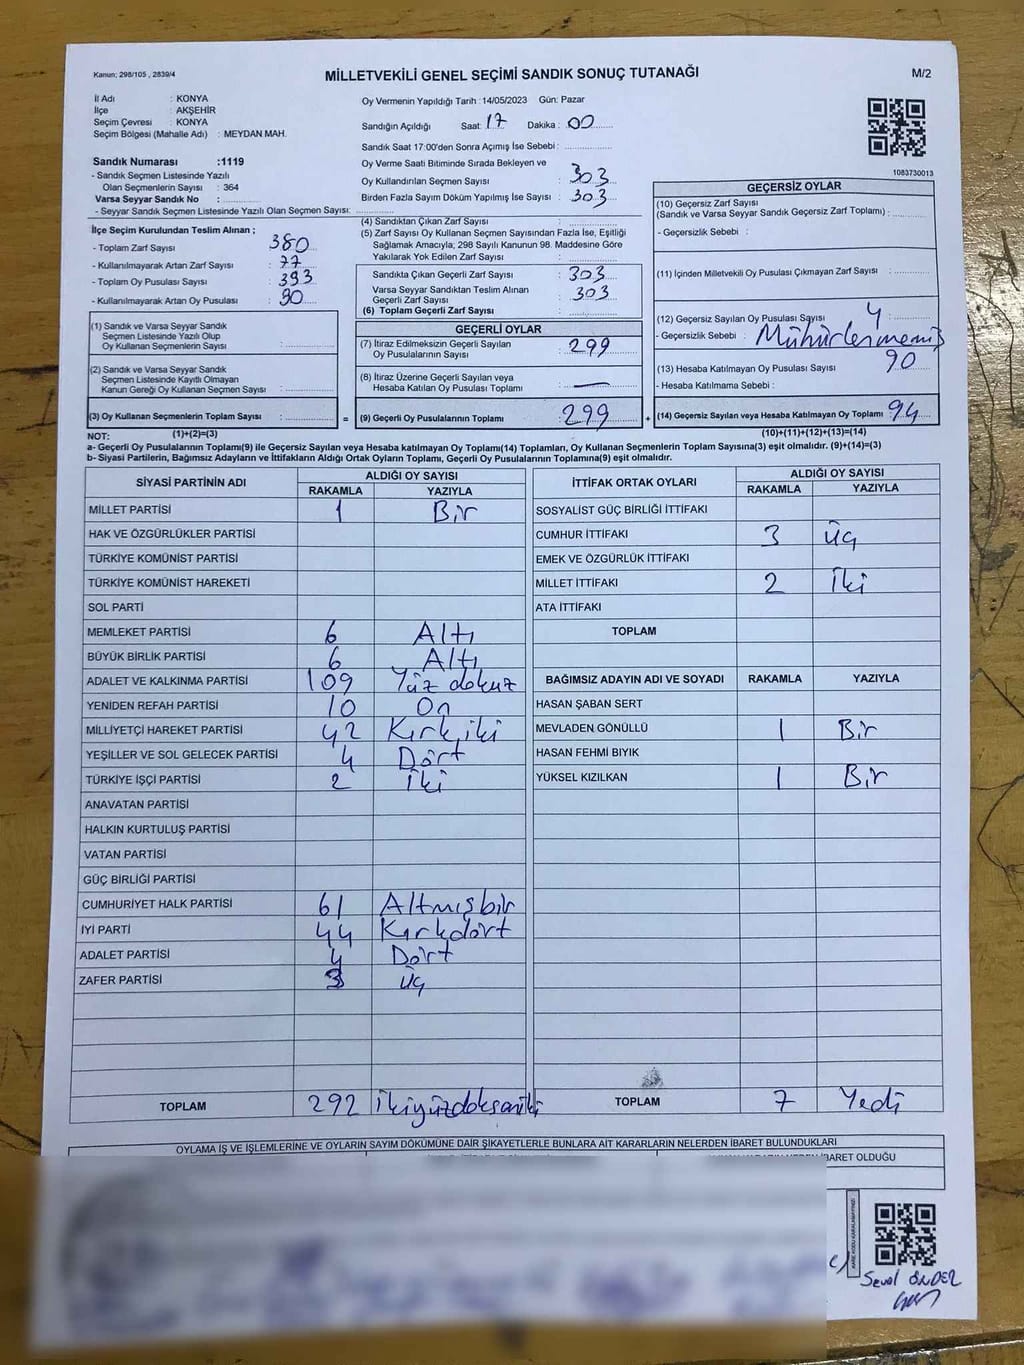 Kanun; 298/105 , 2839/4
MİLLETVEKİLİ GENEL SEÇİMİ SANDIK SONUÇ TUTANAĞI
M/2
İl Adı : KONYA
İlçe : AKŞEHİR
Seçim Çevresi : KONYA
Seçim Bölgesi (Mahalle Adı) : MEYDAN MAH.
Sandık Numarası :1119
- Sandık Seçmen Listesinde Yazılı
Olan Seçmenlerin Sayısı : 364
Varsa Seyyar Sandık No :
- Seyyar Sandık Seçmen Listesinde Yazılı Olan Seçmen Sayısı:
Oy Vermenin Yapıldığı Tarih :14/05/2023 Gün: Pazar
Sandığın Açıldığı Saat: 17 Dakika : 00
Sandık Saat 17:00'den Sonra Açımış İse Sebebi :
Oy Verme Saati Bitiminde Sırada Bekleyen ve
Oy Kullandırılan Seçmen Sayısı : 303
Birden Fazla Sayım Döküm Yapılmış İse Sayısı : 303
1083730013
İlçe Seçim Kurulundan Teslim Alınan ;
- Toplam Zarf Sayısı : 380
- Kullanılmayarak Artan Zarf Sayısı : 77
- Toplam Oy Pusulası Sayısı : 393
- Kullanılmayarak Artan Oy Pusulası : 90
(1) Sandık ve Varsa Seyyar Sandık
Seçmen Listesinde Yazılı Olup
Oy Kullanan Seçmenlerin Sayısı :
(2) Sandık ve Varsa Seyyar Sandık
Seçmen Listesinde Kayıtlı Olmayan
Kanun Gereği Oy Kullanan Seçmen Sayısı :
(3) Oy Kullanan Seçmenlerin Toplam Sayısı : =
(4) Sandıktan Çıkan Zarf Sayısı :
(5) Zarf Sayısı Oy Kullanan Seçmen Sayısından Fazla İse, Eşitliği
Sağlamak Amacıyla; 298 Sayılı Kanunun 98. Maddesine Göre
Yakılarak Yok Edilen Zarf Sayısı :
Sandıkta Çıkan Geçerli Zarf Sayısı : 303
Varsa Seyyar Sandıktan Teslim Alınan
Geçerli Zarf Sayısı : 303
(6) Toplam Geçerli Zarf Sayısı :
GEÇERLİ OYLAR
(7) İtiraz Edilmeksizin Geçerli Sayılan
Oy Pusulalarının Sayısı : 299
(8) İtiraz Üzerine Geçerli Sayılan veya
Hesaba Katılan Oy Pusulası Toplamı : —
(9) Geçerli Oy Pusulalarının Toplamı : 299 +
GEÇERSİZ OYLAR
(10) Geçersiz Zarf Sayısı
(Sandık ve Varsa Seyyar Sandık Geçersiz Zarf Toplamı) :
- Geçersizlik Sebebi :
(11) İçinden Milletvekili Oy Pusulası Çıkmayan Zarf Sayısı :
(12) Geçersiz Sayılan Oy Pusulası Sayısı : 4
- Geçersizlik Sebebi : Mühürlenmemiş
(13) Hesaba Katılmayan Oy Pusulası Sayısı : 90
- Hesaba Katılmama Sebebi :
(14) Geçersiz Sayılan veya Hesaba Katılmayan Oy Toplamı : 94
NOT: (1)+(2)=(3) (10)+(11)+(12)+(13)=(14)
a- Geçerli Oy Pusulalarının Toplamı(9) ile Geçersiz Sayılan veya Hesaba Katılmayan Oy Toplamı(14) Toplamları, Oy Kullanan Seçmenlerin Toplam Sayısına(3) eşit olmalıdır. (9)+(14)=(3)
b- Siyasi Partilerin, Bağımsız Adayların ve İttifakların Aldığı Ortak Oyların Toplamı, Geçerli Oy Pusulalarının Toplamına(9) eşit olmalıdır.
SİYASİ PARTİNİN ADI ALDIĞI OY SAYISI
RAKAMLA YAZIYLA
MİLLET PARTİSİ 1 Bir
HAK VE ÖZGÜRLÜKLER PARTİSİ
TÜRKİYE KOMÜNİST PARTİSİ
TÜRKİYE KOMÜNİST HAREKETİ
SOL PARTİ
MEMLEKET PARTİSİ 6 Altı
BÜYÜK BİRLİK PARTİSİ 6 Altı
ADALET VE KALKINMA PARTİSİ 109 Yüz dokuz
YENİDEN REFAH PARTİSİ 10 On
MİLLİYETÇİ HAREKET PARTİSİ 42 Kırk iki
YEŞİLLER VE SOL GELECEK PARTİSİ 4 Dört
TÜRKİYE İŞÇİ PARTİSİ 2 İki
ANAVATAN PARTİSİ
HALKIN KURTULUŞ PARTİSİ
VATAN PARTİSİ
GÜÇ BİRLİĞİ PARTİSİ
CUMHURİYET HALK PARTİSİ 61 Altmışbir
İYİ PARTİ 44 Kırkdört
ADALET PARTİSİ 4 Dört
ZAFER PARTİSİ 3 Üç
TOPLAM 292 İkiyüzdoksaniki
İTTİFAK ORTAK OYLARI ALDIĞI OY SAYISI
RAKAMLA YAZIYLA
SOSYALİST GÜÇ BİRLİĞİ İTTİFAKI
CUMHUR İTTİFAKI 3 Üç
EMEK VE ÖZGÜRLÜK İTTİFAKI
MİLLET İTTİFAKI 2 İki
ATA İTTİFAKI
TOPLAM
BAĞIMSIZ ADAYIN ADI VE SOYADI RAKAMLA YAZIYLA
HASAN ŞABAN SERT
MEVLADEN GÖNÜLLÜ 1 Bir
HASAN FEHMİ BIYIK
YÜKSEL KIZILKAN 1 Bir
TOPLAM 7 Yedi
OYLAMA İŞ VE İŞLEMLERİNE VE OYLARIN SAYIM DÖKÜMÜNE DAİR ŞİKAYETLERLE BUNLARA AİT KARARLARIN NELERDEN İBARET BULUNDUKLARI
İBARET OLDUĞU
Seval ÖNDER